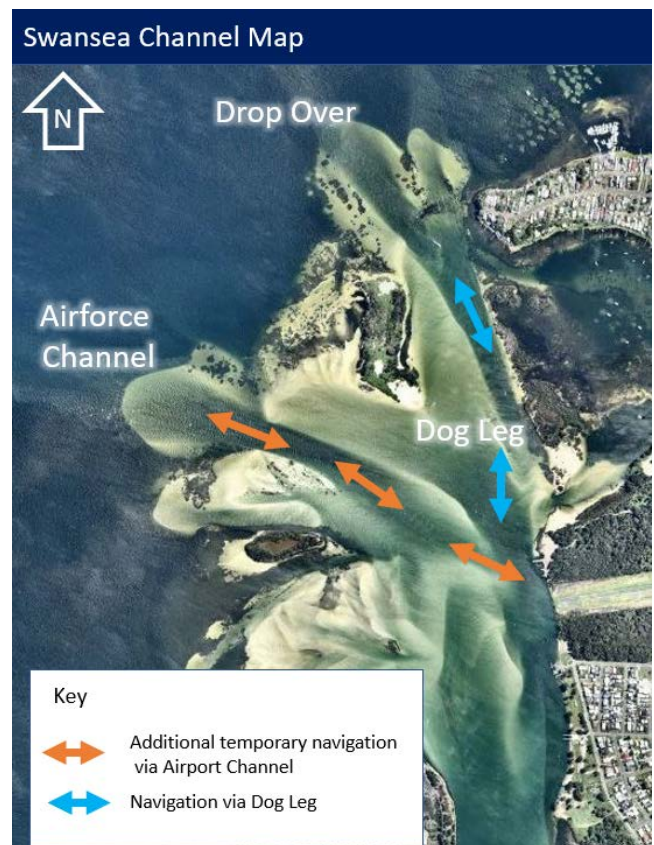 Swansea Channel Map
N
Drop Over
Airforce
Channel
Dog Leg
Key
Additional temporary navigation
via Airport Channel
Navigation via Dog Leg